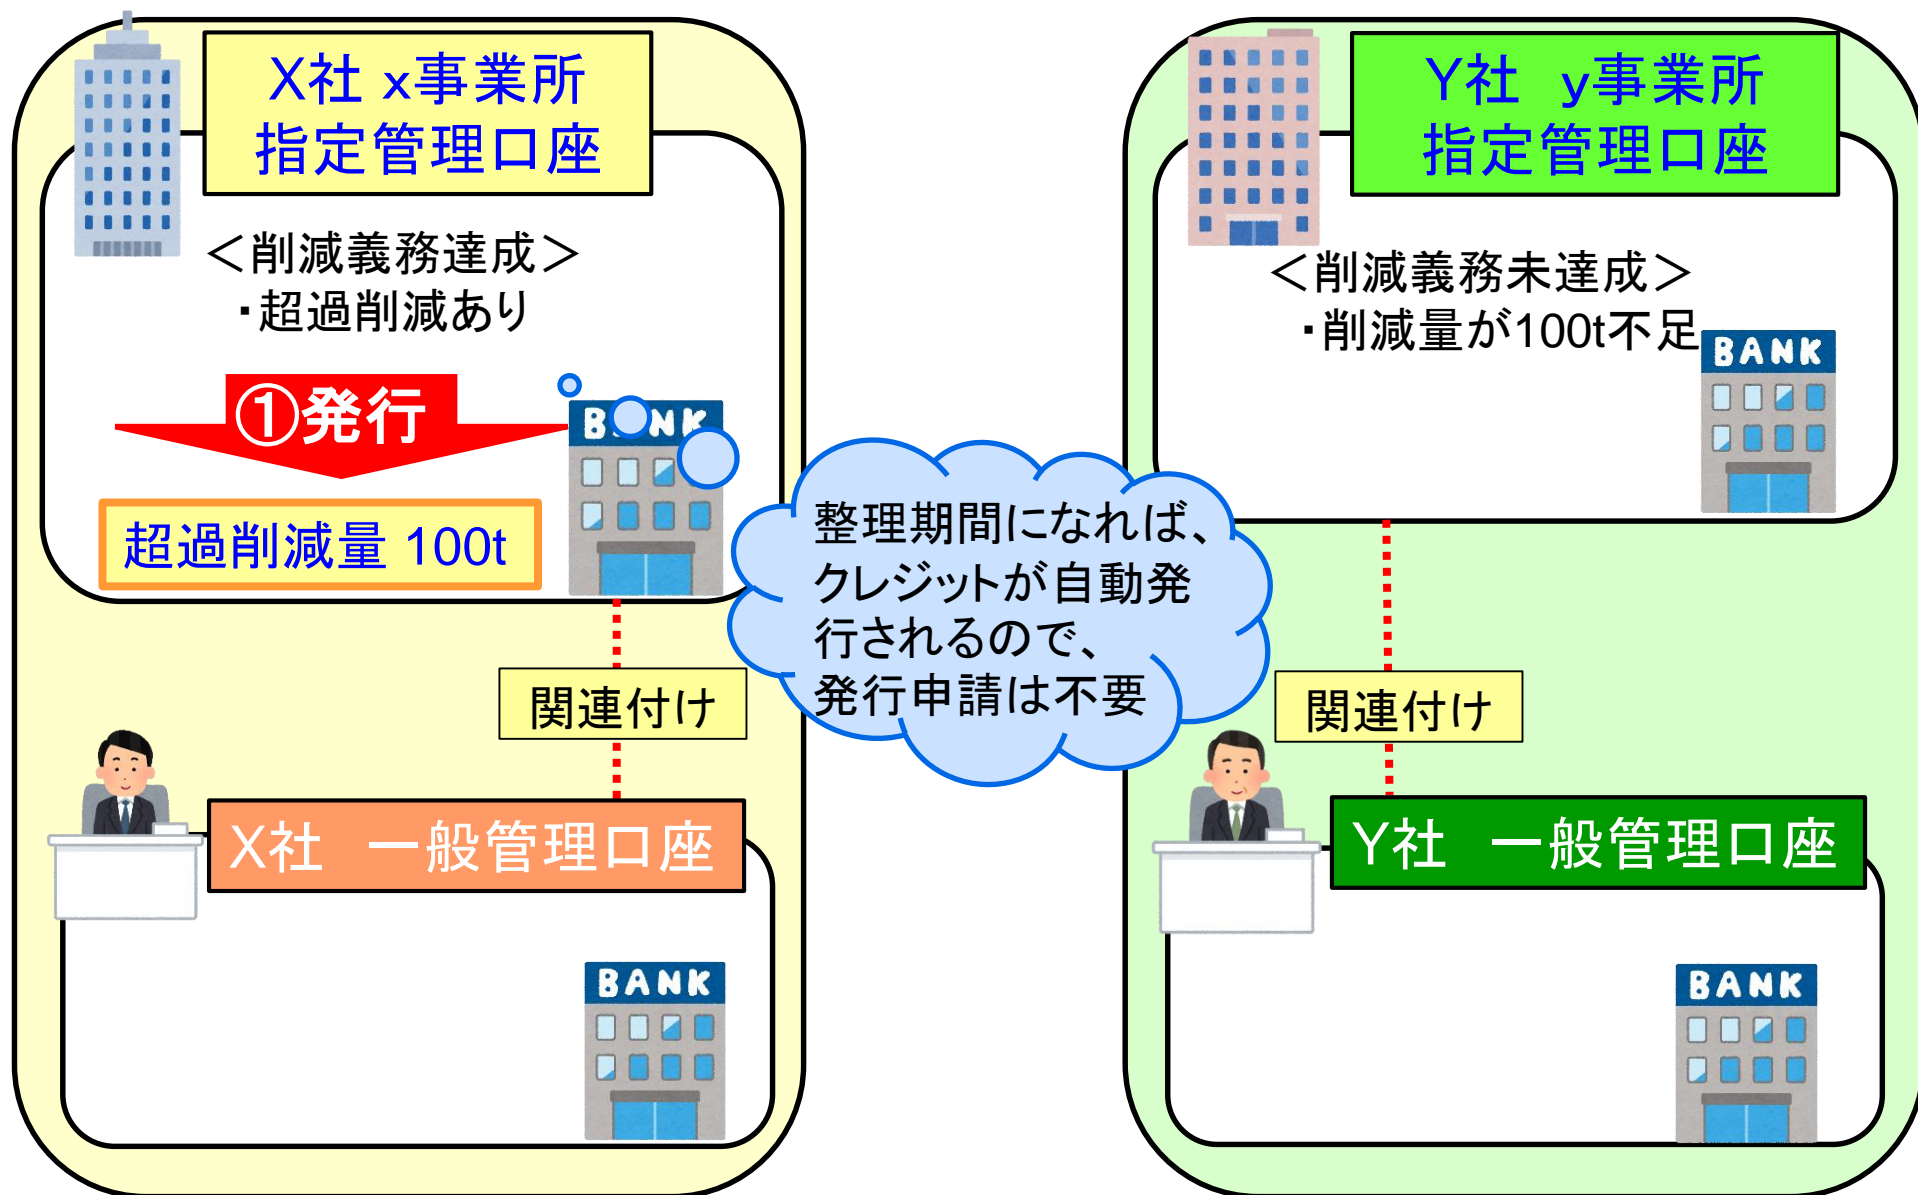 X社 x事業所
指定管理口座
＜削減義務達成＞
・超過削減あり
①発行
BANK
超過削減量 100t
関連付け
X社　一般管理口座
BANK
整理期間になれば、
クレジットが自動発
行されるので、
発行申請は不要
Y社　y事業所
指定管理口座
＜削減義務未達成＞
・削減量が100t不足
BANK
関連付け
Y社　一般管理口座
BANK